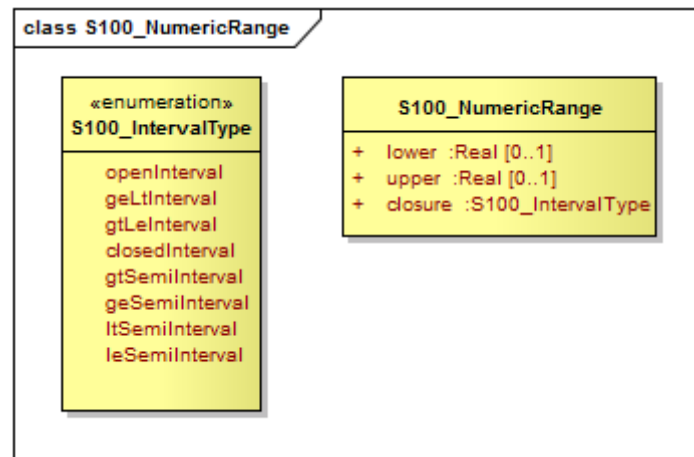 class S100_NumericRange
«enumeration»
S100_IntervalType
openInterval
geLtInterval
gtLeInterval
closedInterval
gtSemiInterval
geSemiInterval
ltSemiInterval
leSemiInterval
S100_NumericRange
+ lower :Real [0..1]
+ upper :Real [0..1]
+ closure :S100_IntervalType